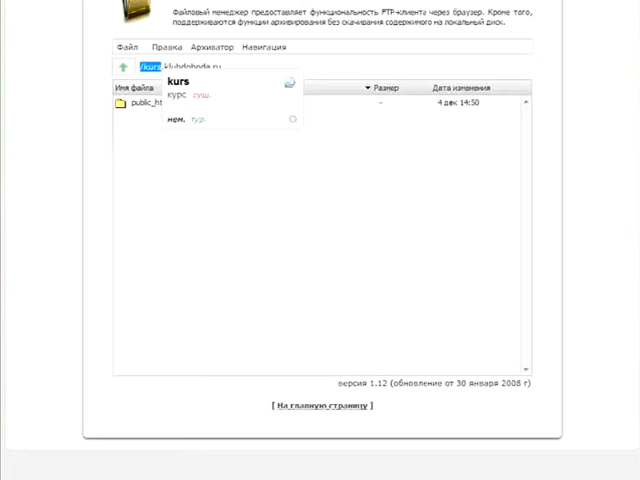 Файловый менеджер предоставляет функциональность FTP-клиента через браузер. Кроме того,
поддерживаются функции архивирования без скачивания содержимого на локальный диск.
Файл Правка Архиватор Навигация
/kurs.klubdohoda.ru
kurs
курс сущ.
нем. тур.
Имя файла Размер Дата изменения
public_ht - 4 дек 14:50
версия 1.12 (обновление от 30 января 2008 г)
[ На главную страницу ]